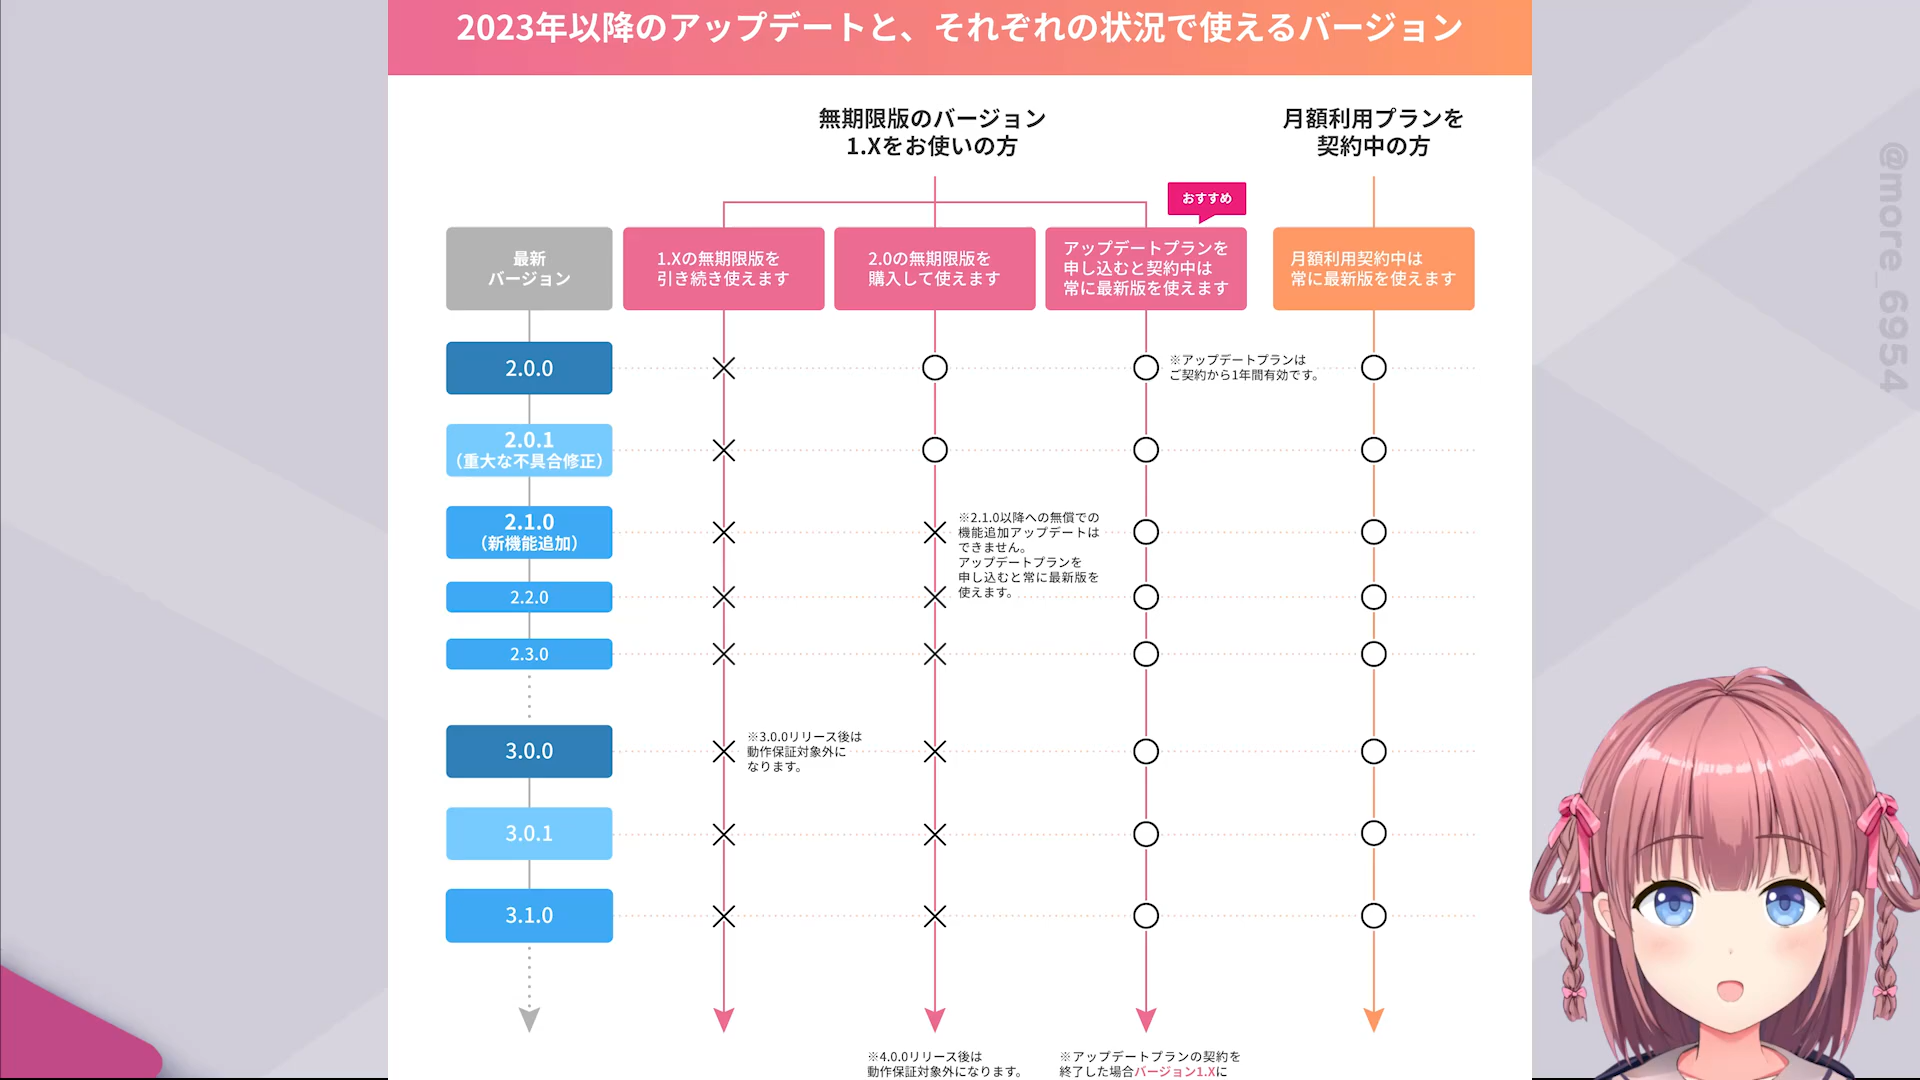 2023年以降のアップデートと、それぞれの状況で使えるバージョン
無期限版のバージョン
1.Xをお使いの方
月額利用プランを
契約中の方
おすすめ
最新
バージョン
1.Xの無期限版を
引き続き使えます
2.0の無期限版を
購入して使えます
アップデートプランを
申し込むと契約中は
常に最新版を使えます
月額利用契約中は
常に最新版を使えます
2.0.0
※アップデートプランは
ご契約から1年間有効です。
2.0.1
（重大な不具合修正）
2.1.0
（新機能追加）
※2.1.0以降への無償での
機能追加アップデートは
できません。
アップデートプランを
申し込むと常に最新版を
使えます。
2.2.0
2.3.0
3.0.0
※3.0.0リリース後は
動作保証対象外に
なります。
3.0.1
3.1.0
※4.0.0リリース後は
動作保証対象外になります。
※アップデートプランの契約を
終了した場合バージョン1.Xに
@more_6954